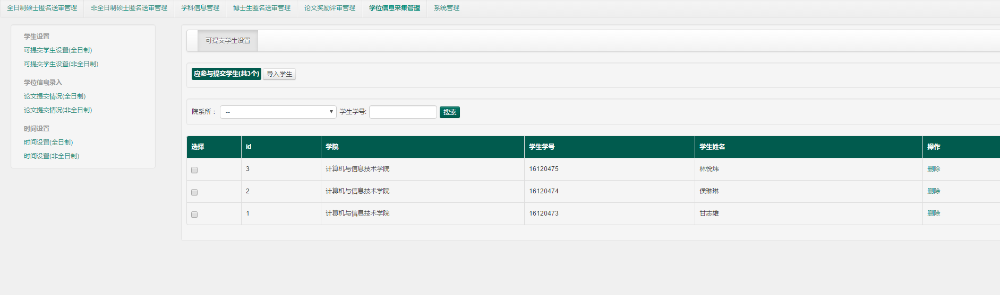 全日制硕士匿名送审管理 非全日制硕士匿名送审管理 学科信息管理 博士生匿名送审管理 论文奖励评审管理 学位信息采集管理 系统管理
学生设置
可提交学生设置(全日制)
可提交学生设置(非全日制)
学位信息录入
论文提交情况(全日制)
论文提交情况(非全日制)
时间设置
时间设置(全日制)
时间设置(非全日制)
可提交学生设置
应参与提交学生(共3个) 导入学生
院系所： -- 学生学号: 搜索
选择 id 学院 学生学号 学生姓名 操作
3 计算机与信息技术学院 16120475 林悦炜 删除
2 计算机与信息技术学院 16120474 侯琳琳 删除
1 计算机与信息技术学院 16120473 甘志雄 删除